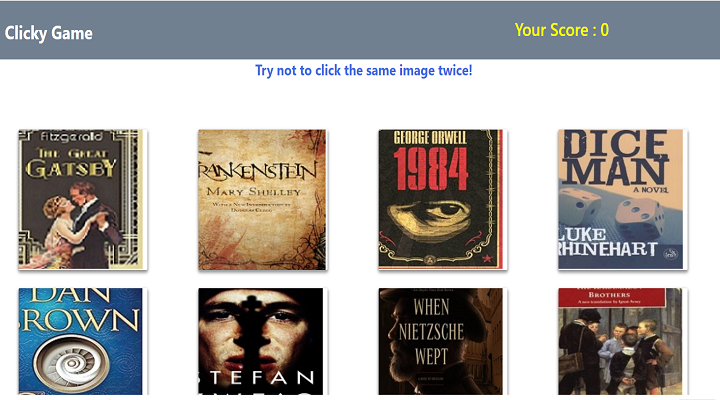 Clicky Game
Your Score : 0
Try not to click the same image twice!
Fitzgerald
THE GREAT
GATSBY
FRANKENSTEIN
MARY SHELLEY
GEORGE ORWELL
1984
DICE
MAN
A NOVEL
LUKE
RHINEHART
DAN
BROWN
STEFAN
WHEN
NIETZSCHE
WEPT
BROTHERS